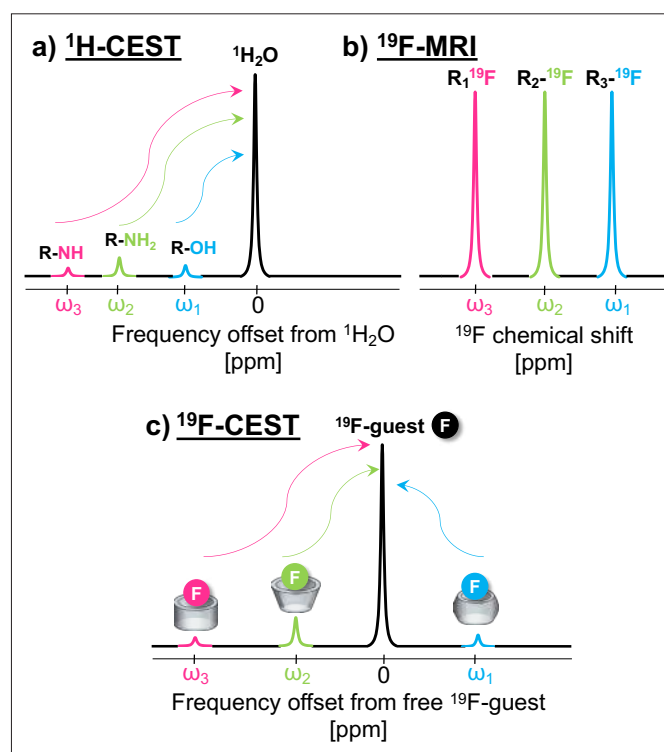 a) ¹H-CEST
¹H₂O
R-NH
R-NH₂
R-OH
ω₃ ω₂ ω₁ 0
Frequency offset from ¹H₂O
[ppm]
b) ¹⁹F-MRI
R₁¹⁹F R₂-¹⁹F R₃-¹⁹F
ω₃ ω₂ ω₁
¹⁹F chemical shift
[ppm]
c) ¹⁹F-CEST
¹⁹F-guest F
F F F
ω₃ ω₂ 0 ω₁
Frequency offset from free ¹⁹F-guest
[ppm]